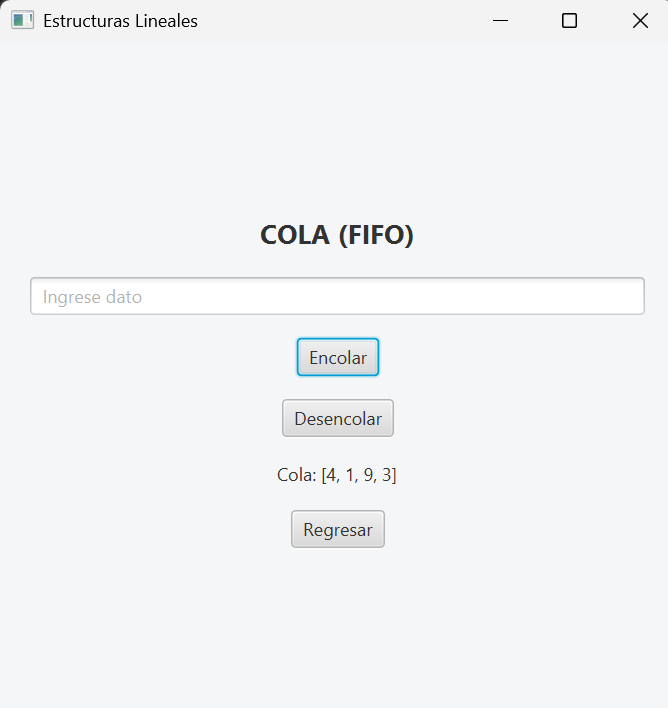 Estructuras Lineales
COLA (FIFO)
Ingrese dato
Encolar
Desencolar
Cola: [4, 1, 9, 3]
Regresar